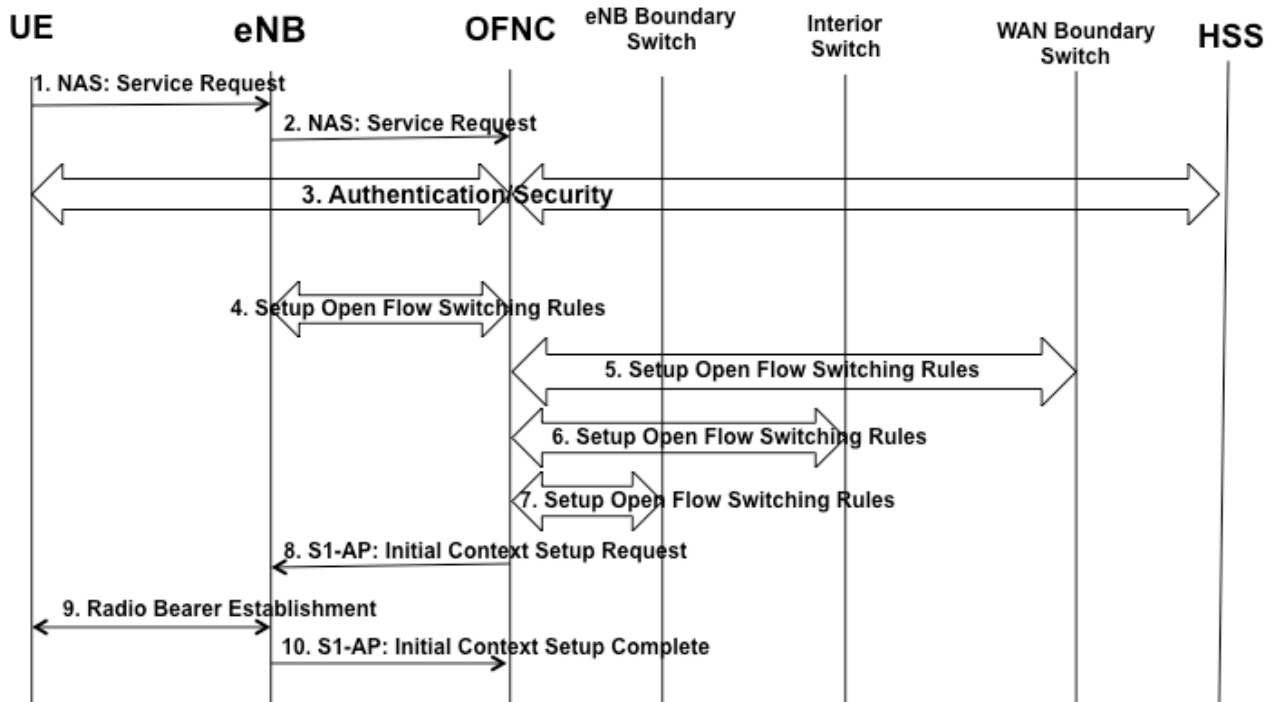 UE
eNB
OFNC
eNB Boundary
Switch
Interior
Switch
WAN Boundary
Switch
HSS
1. NAS: Service Request
2. NAS: Service Request
3. Authentication/Security
4. Setup Open Flow Switching Rules
5. Setup Open Flow Switching Rules
6. Setup Open Flow Switching Rules
7. Setup Open Flow Switching Rules
8. S1-AP: Initial Context Setup Request
9. Radio Bearer Establishment
10. S1-AP: Initial Context Setup Complete